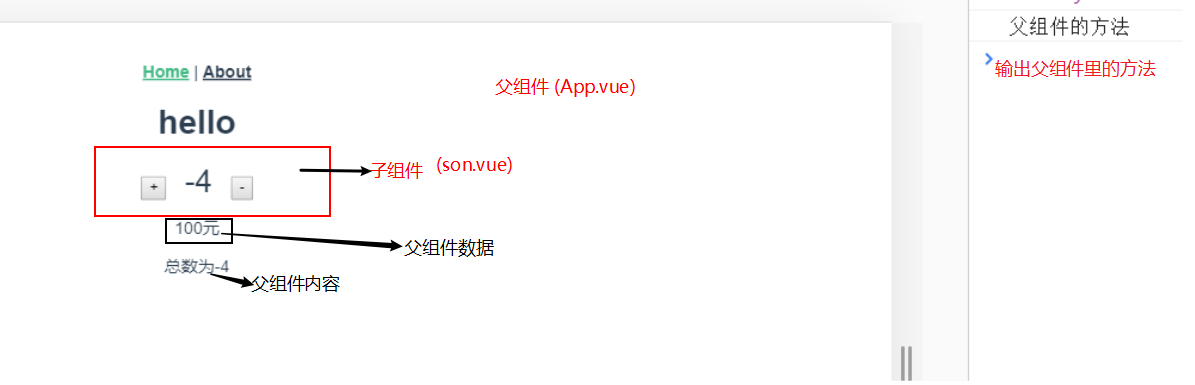 父组件的方法
输出父组件里的方法
Home | About
父组件 (App.vue)
hello
子组件 (son.vue)
+ -4 -
100元
父组件数据
总数为-4
父组件内容